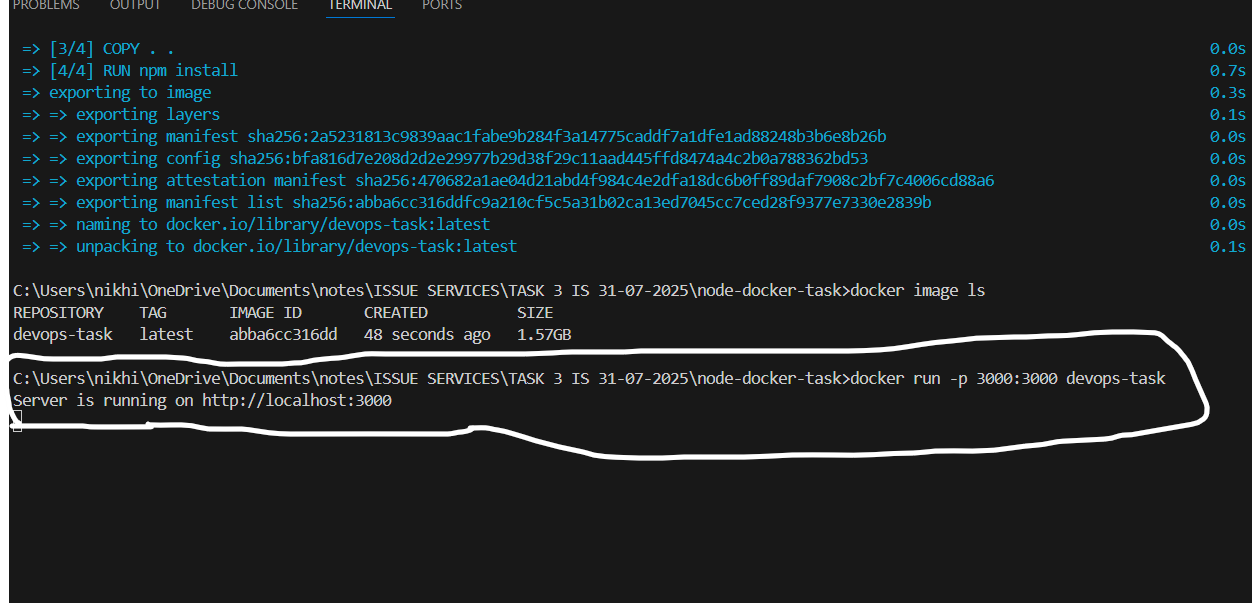 PROBLEMS OUTPUT DEBUG CONSOLE TERMINAL PORTS
=> [3/4] COPY . . 0.0s
=> [4/4] RUN npm install 0.7s
=> exporting to image 0.3s
=> => exporting layers 0.1s
=> => exporting manifest sha256:2a5231813c9839aac1fabe9b284f3a14775caddf7a1dfe1ad88248b3b6e8b26b 0.0s
=> => exporting config sha256:bfa816d7e208d2d2e29977b29d38f29c11aad445ffd8474a4c2b0a788362bd53 0.0s
=> => exporting attestation manifest sha256:470682a1ae04d21abd4f984c4e2dfa18dc6b0ff89daf7908c2bf7c4006cd88a6 0.0s
=> => exporting manifest list sha256:abba6cc316ddfc9a210cf5c5a31b02ca13ed7045cc7ced28f9377e7330e2839b 0.0s
=> => naming to docker.io/library/devops-task:latest 0.0s
=> => unpacking to docker.io/library/devops-task:latest 0.1s
C:\Users\nikhi\OneDrive\Documents\notes\ISSUE SERVICES\TASK 3 IS 31-07-2025\node-docker-task>docker image ls
REPOSITORY TAG IMAGE ID CREATED SIZE
devops-task latest abba6cc316dd 48 seconds ago 1.57GB
C:\Users\nikhi\OneDrive\Documents\notes\ISSUE SERVICES\TASK 3 IS 31-07-2025\node-docker-task>docker run -p 3000:3000 devops-task
Server is running on http://localhost:3000